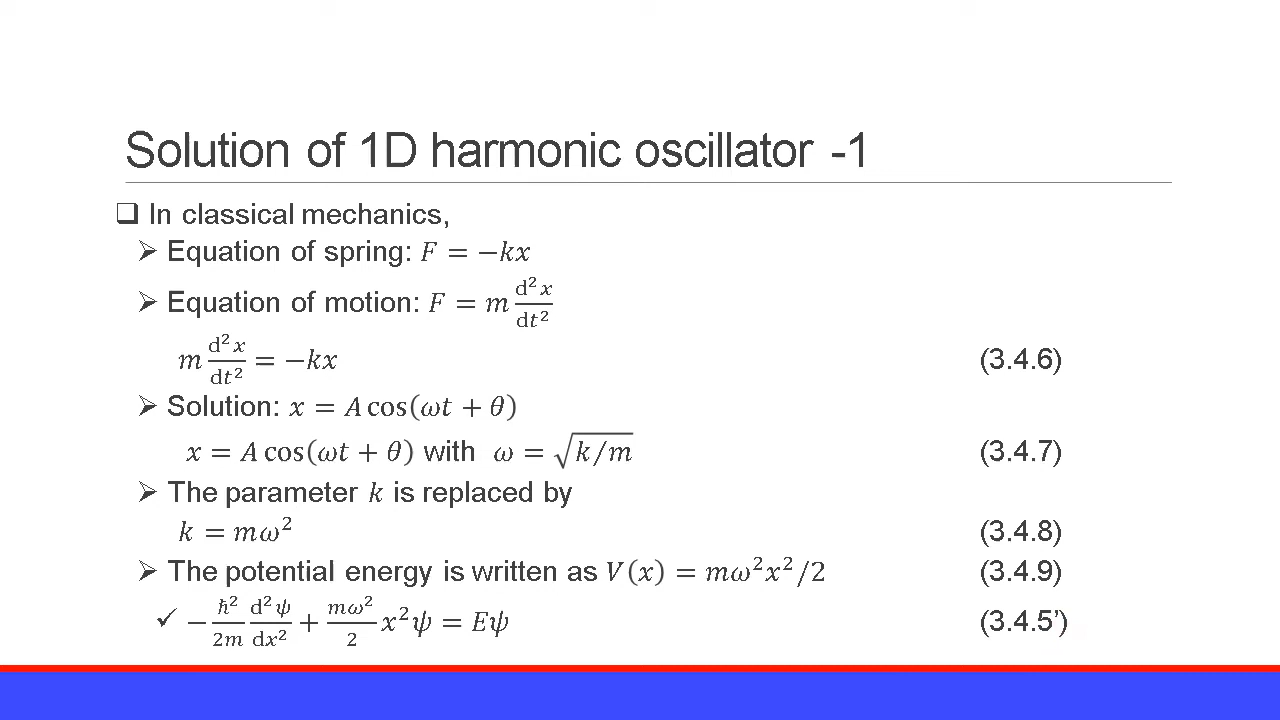 Solution of 1D harmonic oscillator -1
❑ In classical mechanics,
➢ Equation of spring: 𝐹 = −𝑘𝑥
➢ Equation of motion: 𝐹 = 𝑚 d²𝑥/d𝑡²
𝑚 d²𝑥/d𝑡² = −𝑘𝑥 (3.4.6)
➢ Solution: 𝑥 = 𝐴 cos(𝜔𝑡 + 𝜃)
𝑥 = 𝐴 cos(𝜔𝑡 + 𝜃) with 𝜔 = √𝑘/𝑚 (3.4.7)
➢ The parameter 𝑘 is replaced by
𝑘 = 𝑚𝜔² (3.4.8)
➢ The potential energy is written as 𝑉(𝑥) = 𝑚𝜔²𝑥²/2 (3.4.9)
✓ −ℏ²/2𝑚 d²𝜓/d𝑥² + 𝑚𝜔²/2 𝑥²𝜓 = 𝐸𝜓 (3.4.5’)